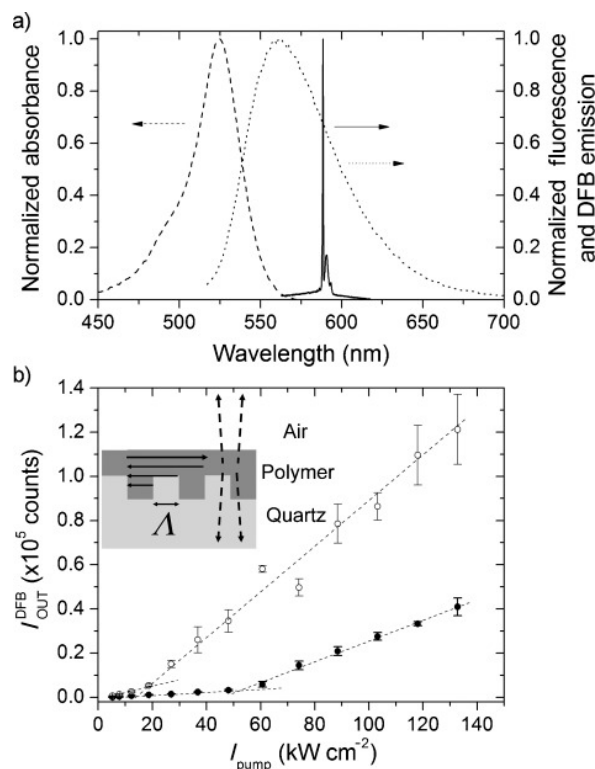 a)
1.0
0.8
0.6
0.4
0.2
0.0
Normalized absorbance
1.0
0.8
0.6
0.4
0.2
0.0
Normalized fluorescence
and DFB emission
450 500 550 600 650 700
Wavelength (nm)
b)
1.4
1.2
1.0
0.8
0.6
0.4
0.2
0.0
I_OUT^DFB (x10^5 counts)
Air
Polymer
Quartz
Λ
0 20 40 60 80 100 120 140
I_pump (kW cm^-2)